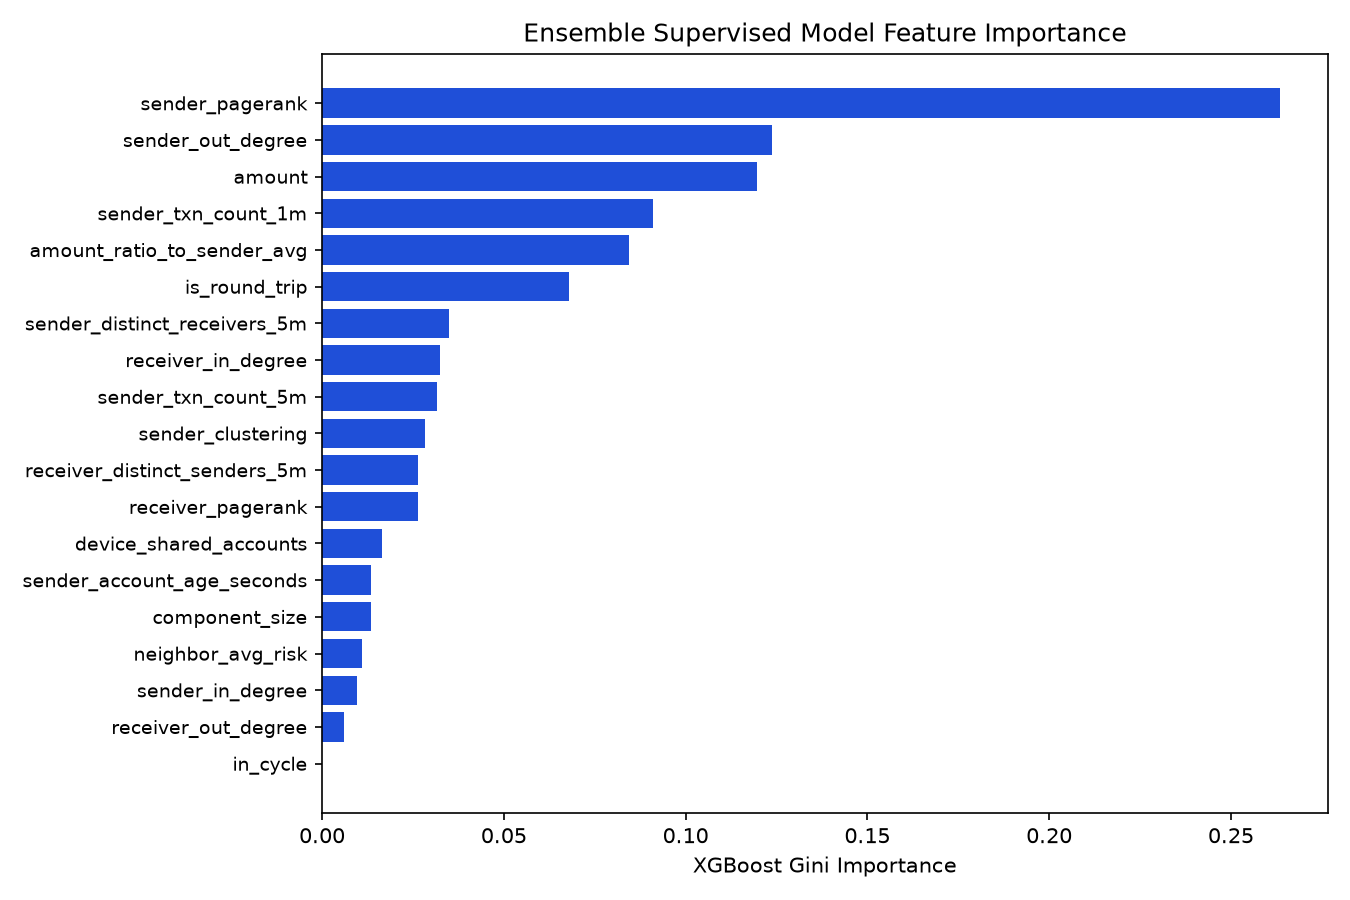 Ensemble Supervised Model Feature Importance
sender_pagerank
sender_out_degree
amount
sender_txn_count_1m
amount_ratio_to_sender_avg
is_round_trip
sender_distinct_receivers_5m
receiver_in_degree
sender_txn_count_5m
sender_clustering
receiver_distinct_senders_5m
receiver_pagerank
device_shared_accounts
sender_account_age_seconds
component_size
neighbor_avg_risk
sender_in_degree
receiver_out_degree
in_cycle
0.00 0.05 0.10 0.15 0.20 0.25
XGBoost Gini Importance